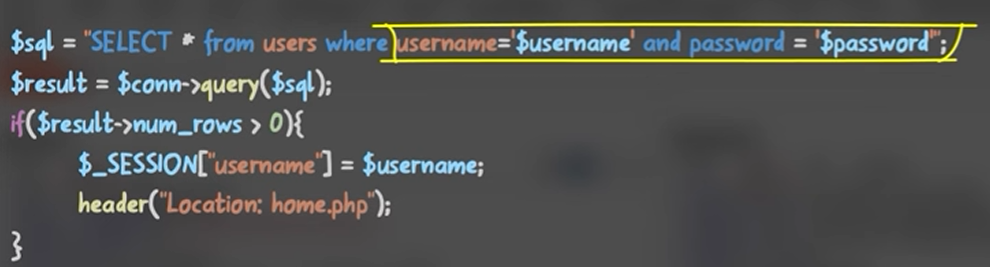 $sql = "SELECT * from users where username='$username' and password = '$password'";
$result = $conn->query($sql);
if($result->num_rows > 0){
$_SESSION["username"] = $username;
header("Location: home.php");
}